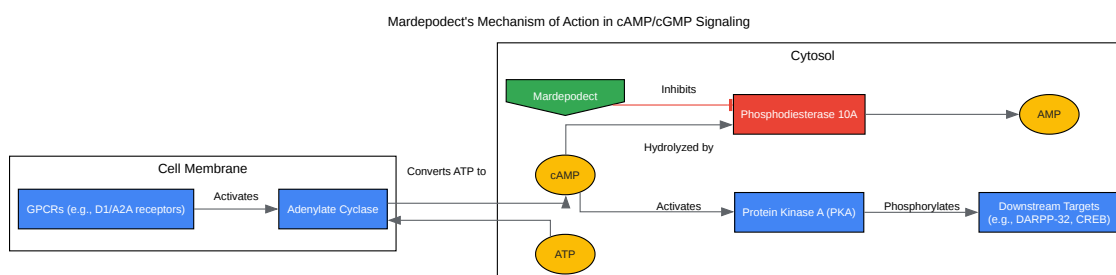 Mardepodect's Mechanism of Action in cAMP/cGMP Signaling
Cytosol
Mardepodect
Inhibits
Phosphodiesterase 10A
AMP
Hydrolyzed by
Cell Membrane
Converts ATP to
cAMP
GPCRs (e.g., D1/A2A receptors)
Activates
Adenylate Cyclase
Activates
Protein Kinase A (PKA)
Phosphorylates
Downstream Targets
(e.g., DARPP-32, CREB)
ATP